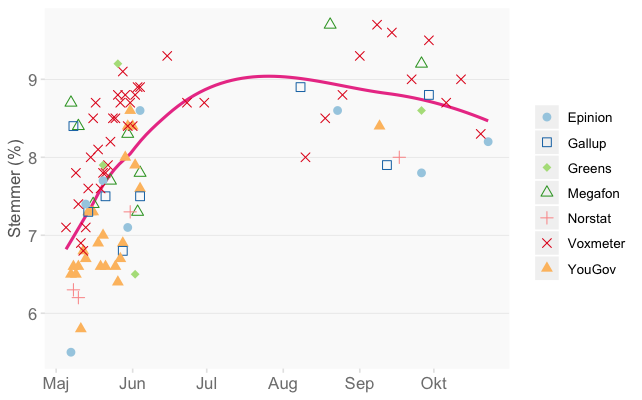 Stemmer (%)
9
8
7
6
Maj Jun Jul Aug Sep Okt
Epinion
Gallup
Greens
Megafon
Norstat
Voxmeter
YouGov